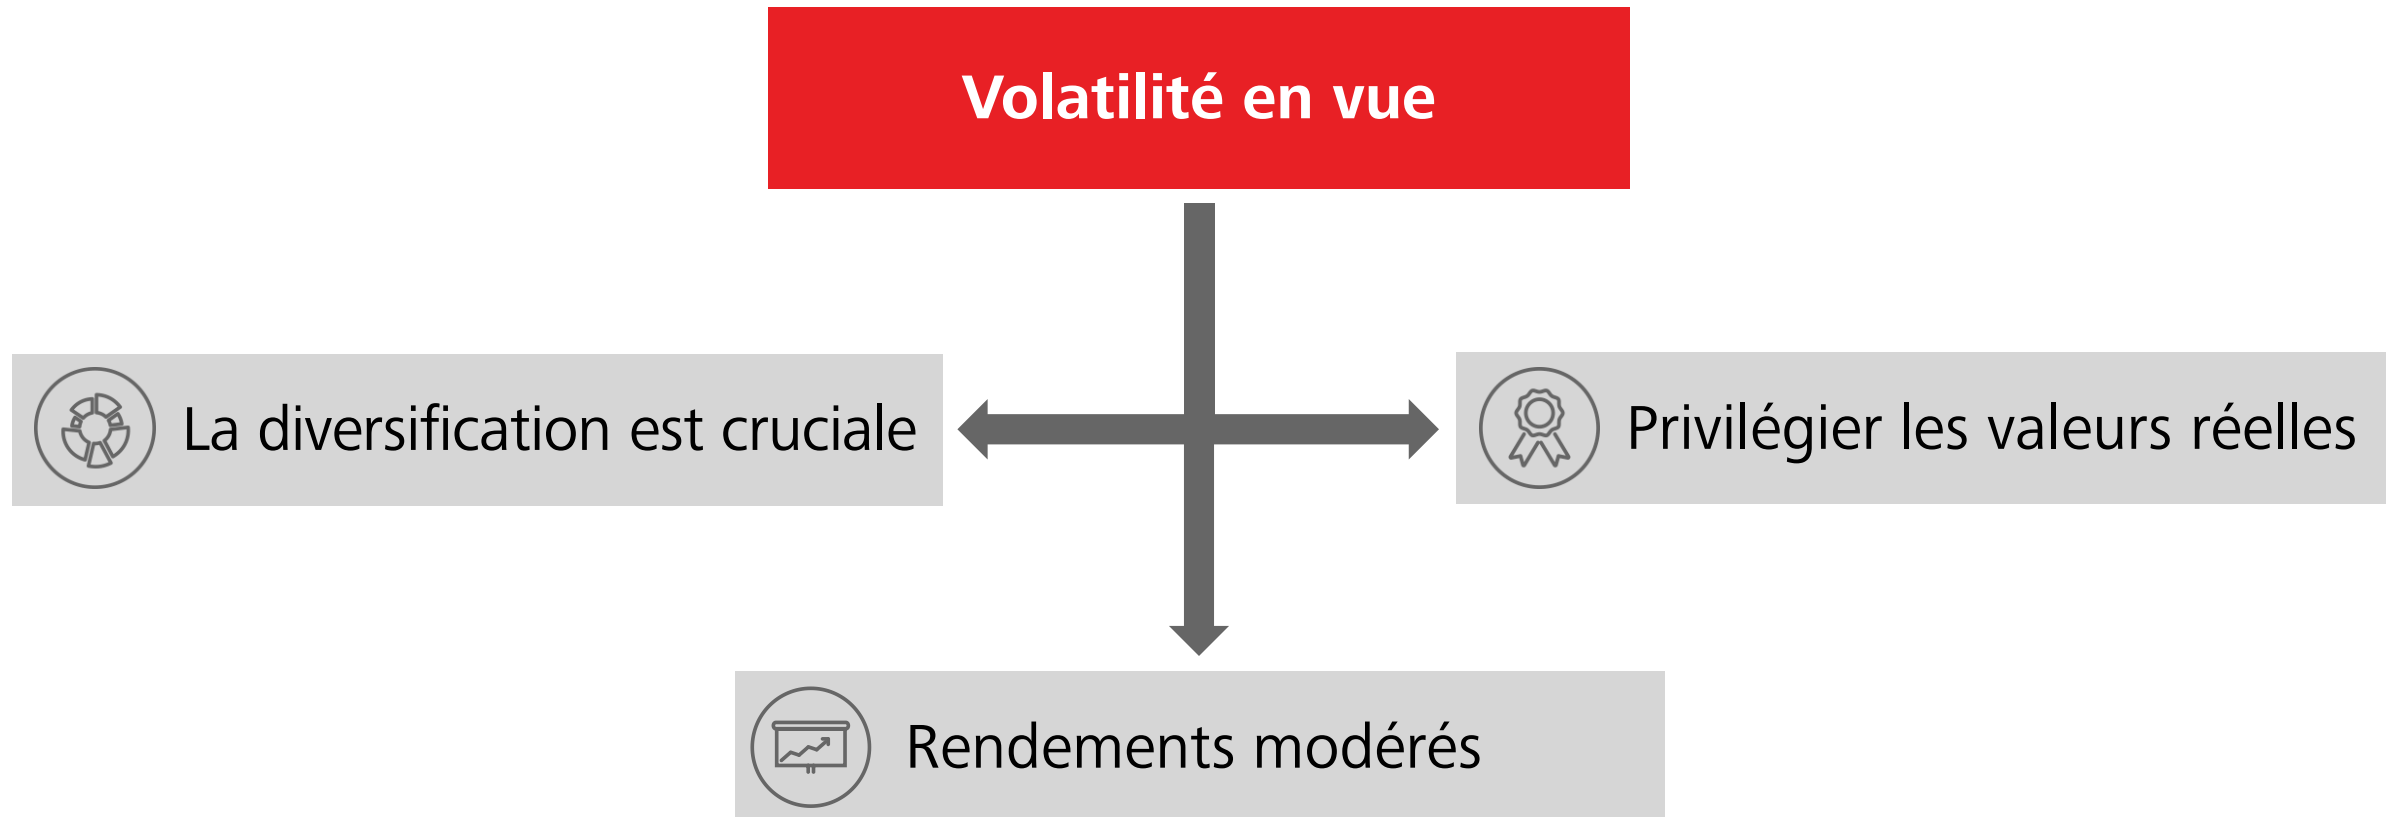 Volatilité en vue
La diversification est cruciale
Privilégier les valeurs réelles
Rendements modérés